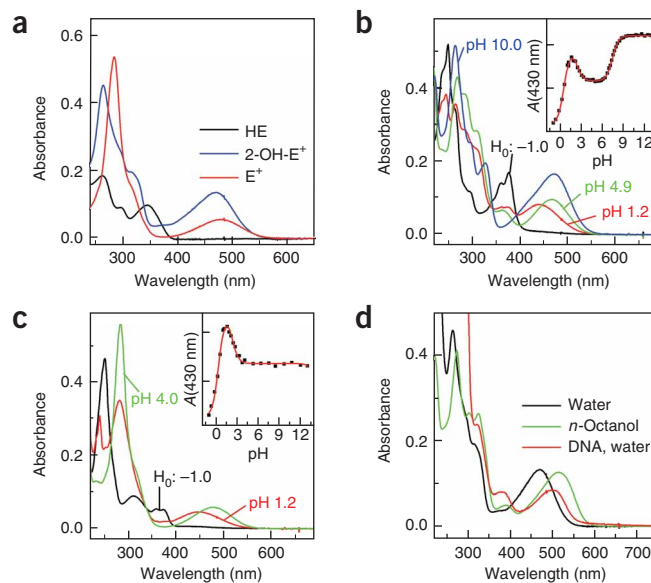 a
0.6
0.4
0.2
0.0
Absorbance
HE
2-OH-E+
E+
300 400 500 600
Wavelength (nm)
b
0.4
0.2
0.0
Absorbance
pH 10.0
H0: –1.0
pH 4.9
pH 1.2
A(430 nm)
0 3 6 9 12
pH
300 400 500 600
Wavelength (nm)
c
0.4
0.2
0.0
Absorbance
pH 4.0
H0: –1.0
pH 1.2
A(430 nm)
0 3 6 9 12
pH
300 400 500 600
Wavelength (nm)
d
0.4
0.2
0.0
Absorbance
Water
n-Octanol
DNA, water
300 400 500 600 700
Wavelength (nm)